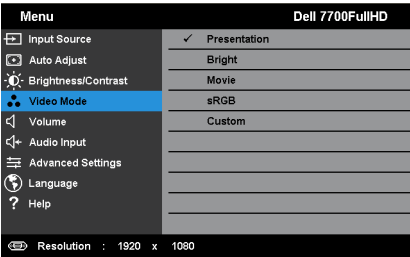 Menu Dell 7700FullHD
Input Source ✓ Presentation
Auto Adjust Bright
Brightness/Contrast Movie
Video Mode sRGB
Volume Custom
Audio Input
Advanced Settings
Language
? Help
Resolution : 1920 x 1080